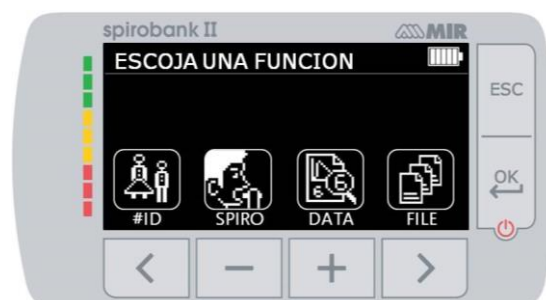 spirobank II MIR
ESCOJA UNA FUNCION
ESC
#ID SPIRO DATA FILE
OK
< − + >